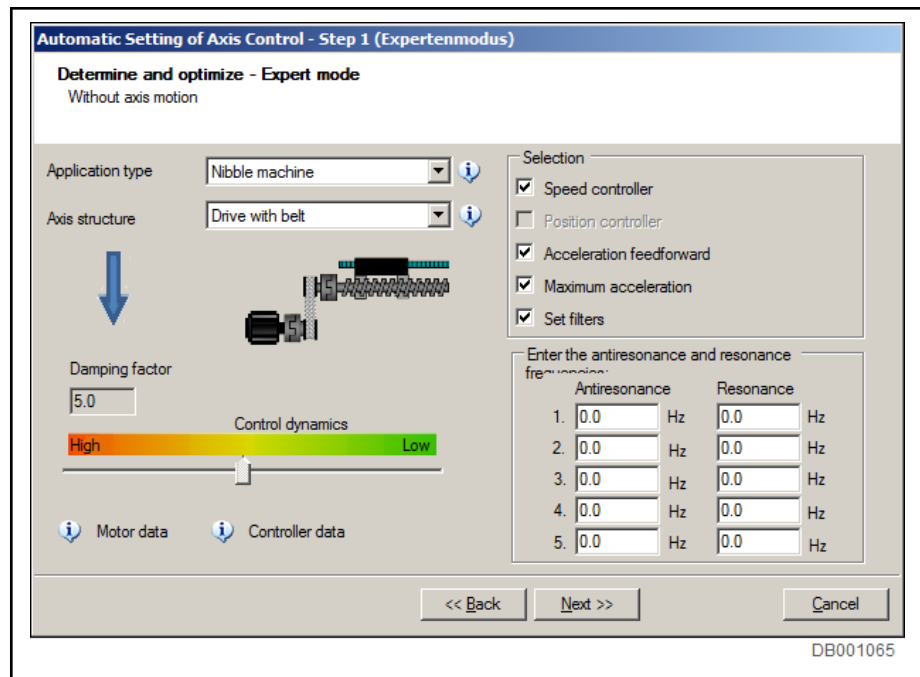 Automatic Setting of Axis Control - Step 1 (Expertenmodus)
Determine and optimize - Expert mode
Without axis motion
Application type
Nibble machine
Axis structure
Drive with belt
Damping factor
5.0
Control dynamics
High
Low
Motor data
Controller data
Selection
Speed controller
Position controller
Acceleration feedforward
Maximum acceleration
Set filters
Enter the antiresonance and resonance
frequencies:
Antiresonance Resonance
1. 0.0 Hz 0.0 Hz
2. 0.0 Hz 0.0 Hz
3. 0.0 Hz 0.0 Hz
4. 0.0 Hz 0.0 Hz
5. 0.0 Hz 0.0 Hz
<< Back
Next >>
Cancel
DB001065